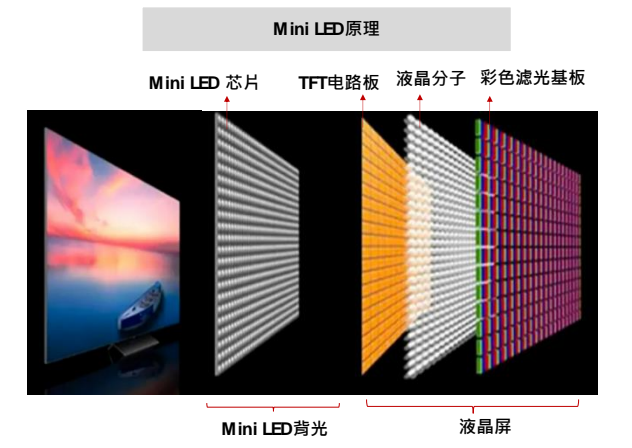 Mini LED原理
Mini LED 芯片
TFT电路板
液晶分子
彩色滤光基板
Mini LED背光
液晶屏